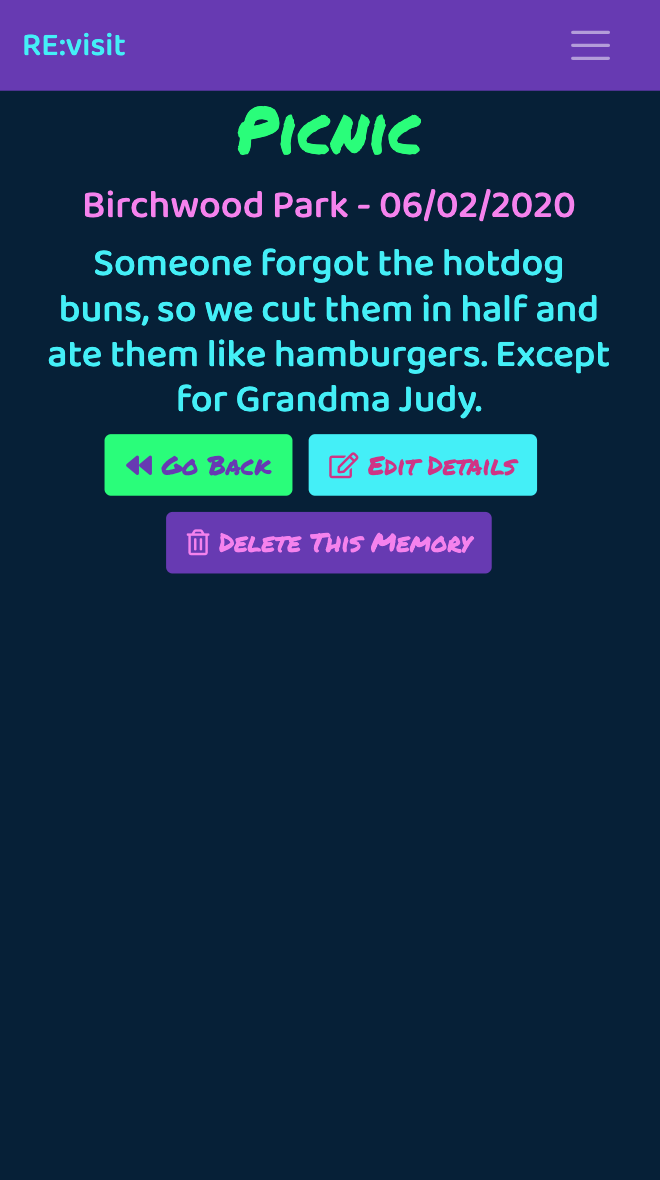 RE:visit
Picnic
Birchwood Park - 06/02/2020
Someone forgot the hotdog
buns, so we cut them in half and
ate them like hamburgers. Except
for Grandma Judy.
Go Back
Edit Details
Delete This Memory